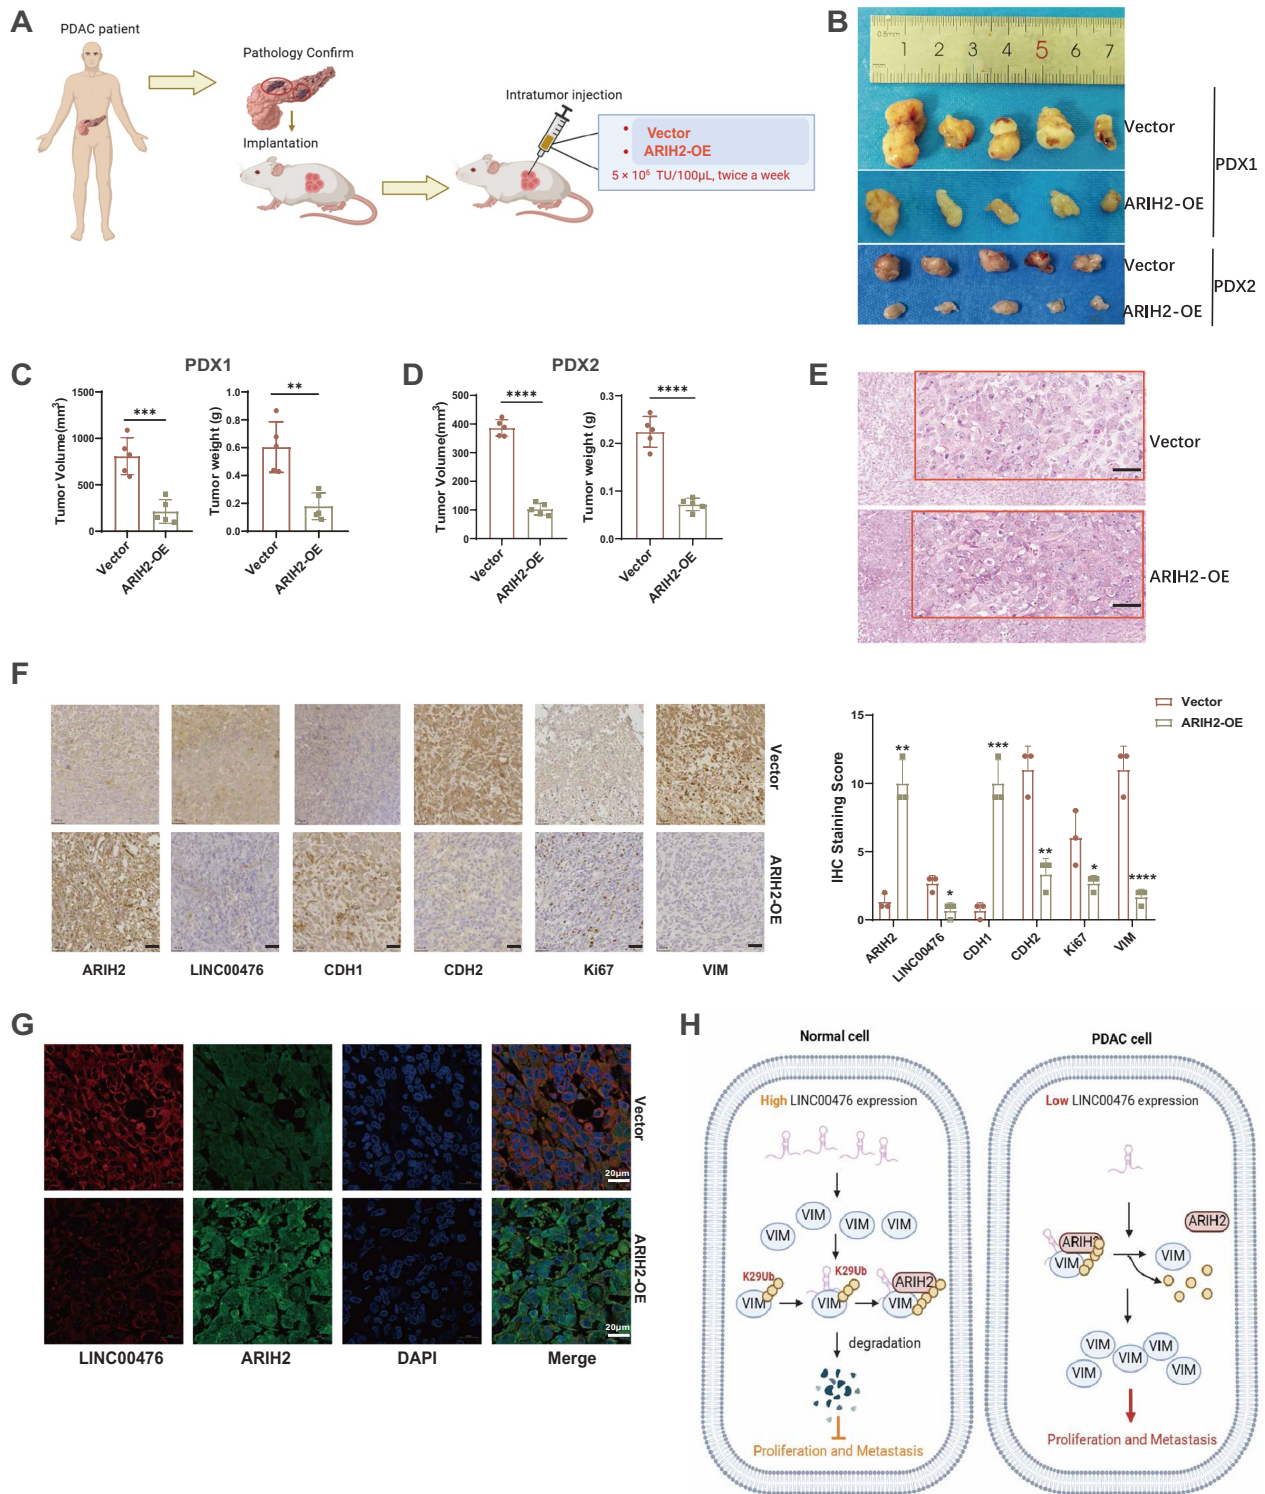 A
PDAC patient
Pathology Confirm
Implantation
Intratumor injection
• Vector
• ARIH2-OE
5 × 10⁶ TU/100μL, twice a week
B
0.5mm
1 2 3 4 5 6 7
mm
Vector
ARIH2-OE
PDX1
Vector
ARIH2-OE
PDX2
C
PDX1
Tumor Volume(mm³)
1500
1000
500
0
***
Vector
ARIH2-OE
Tumor weight (g)
1.0
0.8
0.6
0.4
0.2
0.0
**
Vector
ARIH2-OE
D
PDX2
Tumor Volume(mm³)
400
300
200
100
0
****
Vector
ARIH2-OE
Tumor weight (g)
0.3
0.2
0.1
0.0
****
Vector
ARIH2-OE
E
Vector
ARIH2-OE
F
Vector
ARIH2-OE
ARIH2
LINC00476
CDH1
CDH2
Ki67
VIM
Vector
ARIH2-OE
IHC Staining Score
15
10
5
0
**
*
***
**
*
****
ARIH2
LINC00476
CDH1
CDH2
Ki67
VIM
G
20μm
Vector
20μm
ARIH2-OE
LINC00476
ARIH2
DAPI
Merge
H
Normal cell
High LINC00476 expression
VIM
VIM
VIM
VIM
K29Ub
K29Ub
ARIH2
VIM
VIM
VIM
degradation
Proliferation and Metastasis
PDAC cell
Low LINC00476 expression
ARIH2
ARIH2
VIM
VIM
VIM
VIM
VIM
VIM
VIM
Proliferation and Metastasis